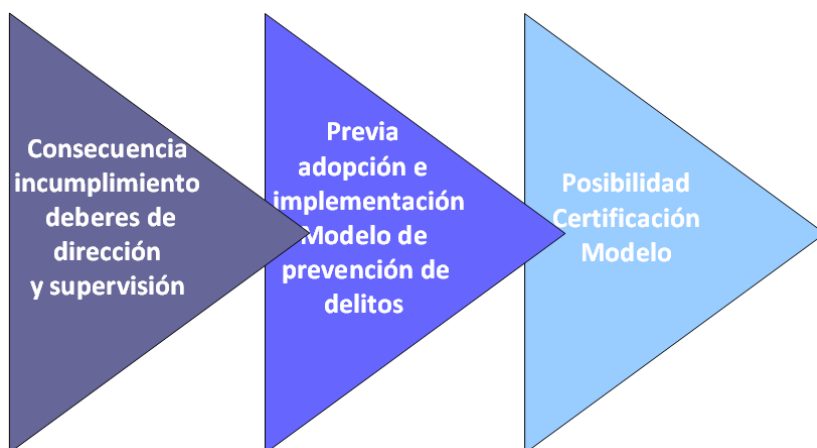 Consecuencia
incumplimiento
deberes de
dirección
y supervisión
Previa
adopción e
implementación
Modelo de
prevención de
delitos
Posibilidad
Certificación
Modelo